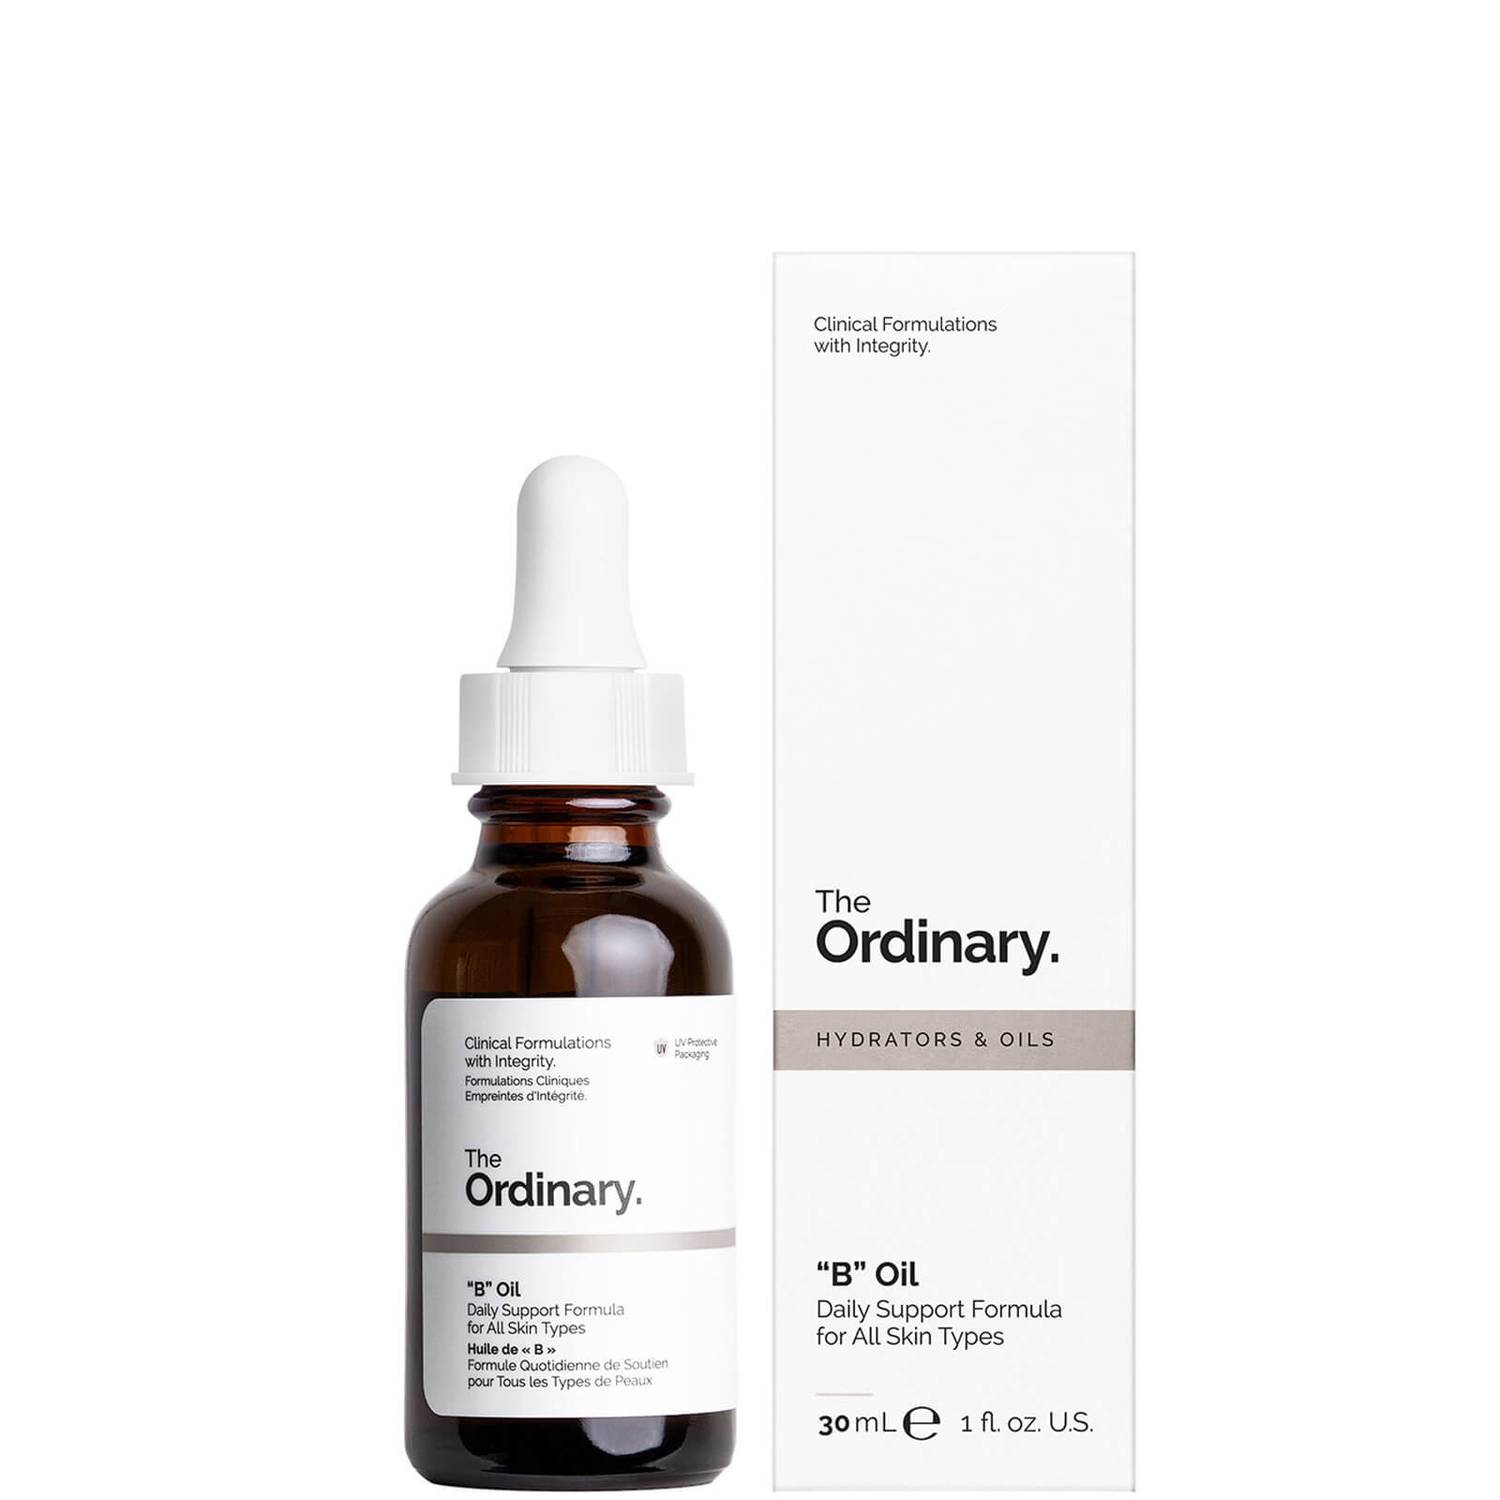 Clinical Formulations
with Integrity.
Formulations Cliniques
Empreintes d'Intégrité.
UV
UV Protective
Packaging
The
Ordinary.
"B" Oil
Daily Support Formula
for All Skin Types
Huile de « B »
Formule Quotidienne de Soutien
pour Tous les Types de Peaux
Clinical Formulations
with Integrity.
The
Ordinary.
HYDRATORS & OILS
“B” Oil
Daily Support Formula
for All Skin Types
30 mL ℮ 1 fl. oz. U.S.